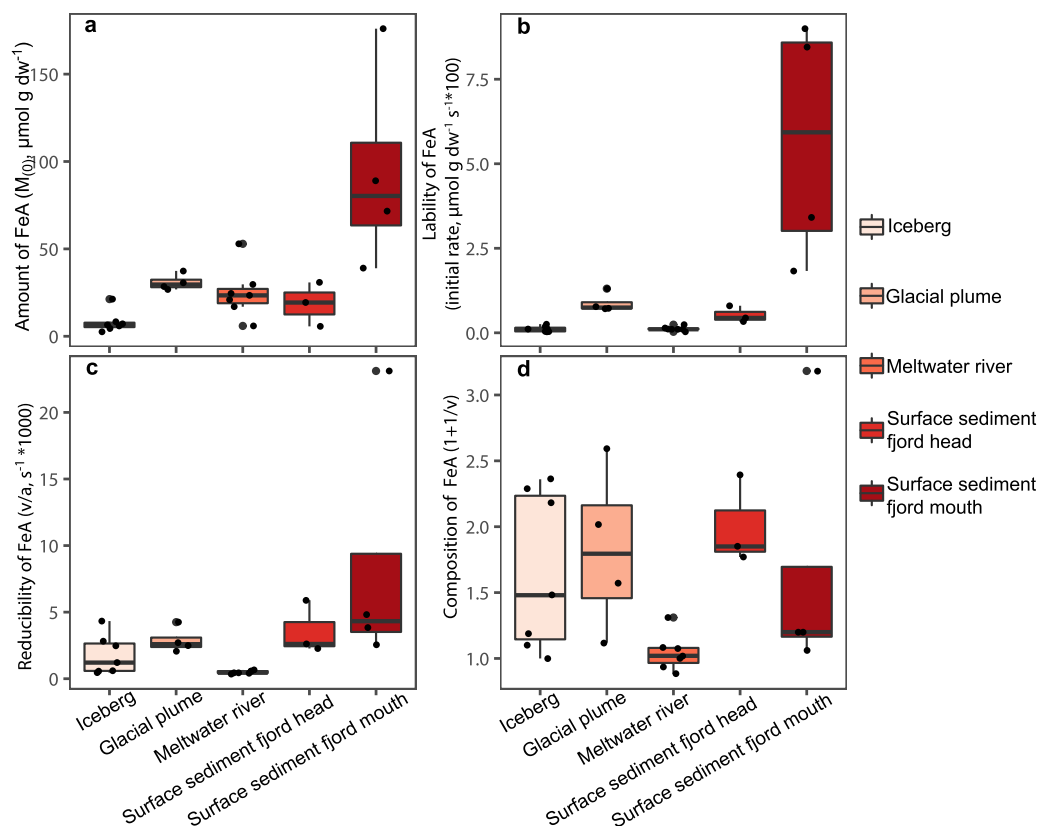 a
Amount of FeA (M(0), μmol g dw-1)
150
100
50
0
b
Lability of FeA
(initial rate, μmol g dw-1 s-1*100)
7.5
5.0
2.5
0.0
Iceberg
Glacial plume
Meltwater river
Surface sediment
fjord head
Surface sediment
fjord mouth
c
Reducibility of FeA (v/a, s-1 *1000)
20
15
10
5
0
d
Composition of FeA (1+1/v)
3.0
2.5
2.0
1.5
1.0
Iceberg
Glacial plume
Meltwater river
Surface sediment fjord head
Surface sediment fjord mouth
Iceberg
Glacial plume
Meltwater river
Surface sediment fjord head
Surface sediment fjord mouth